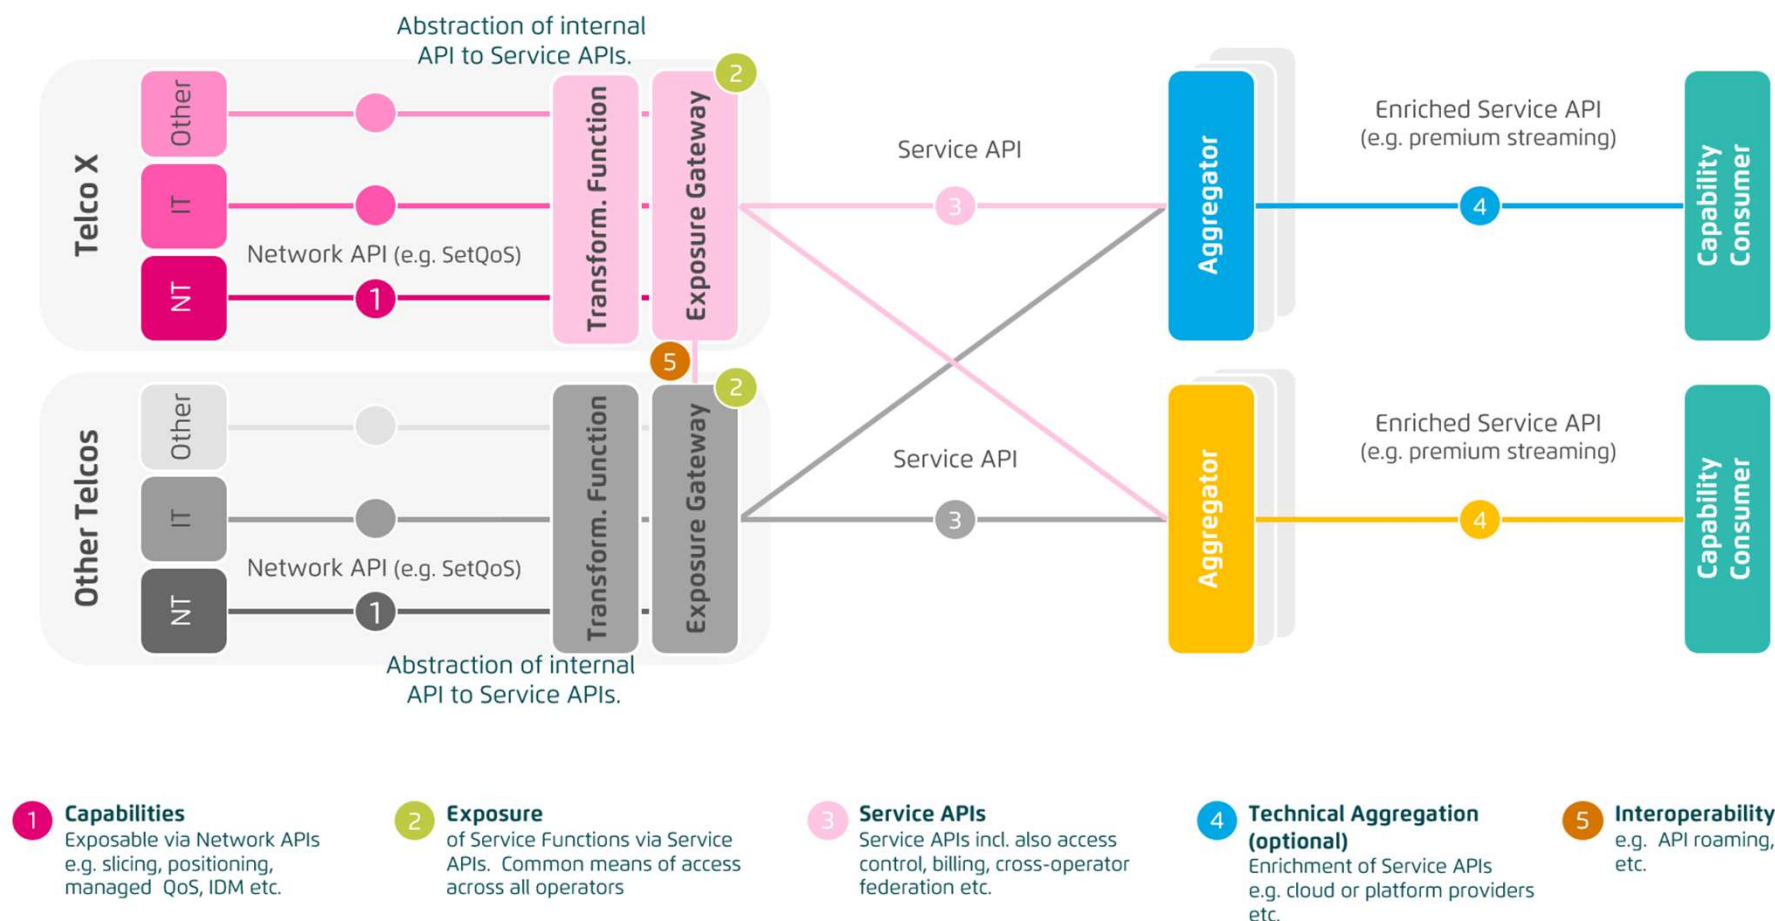 Abstraction of internal
API to Service APIs.
Telco X
Other
IT
NT
Network API (e.g. SetQoS)
1
Transform. Function
Exposure Gateway
2
Service API
3
Aggregator
Enriched Service API
(e.g. premium streaming)
4
Capability
Consumer
5
Other Telcos
Other
IT
NT
Network API (e.g. SetQoS)
1
Transform. Function
Exposure Gateway
2
Service API
3
Aggregator
Enriched Service API
(e.g. premium streaming)
4
Capability
Consumer
Abstraction of internal
API to Service APIs.
1
Capabilities
Exposable via Network APIs
e.g. slicing, positioning,
managed QoS, IDM etc.
2
Exposure
of Service Functions via Service
APIs. Common means of access
across all operators
3
Service APIs
Service APIs incl. also access
control, billing, cross-operator
federation etc.
4
Technical Aggregation
(optional)
Enrichment of Service APIs
e.g. cloud or platform providers
etc.
5
Interoperability
e.g. API roaming,
etc.